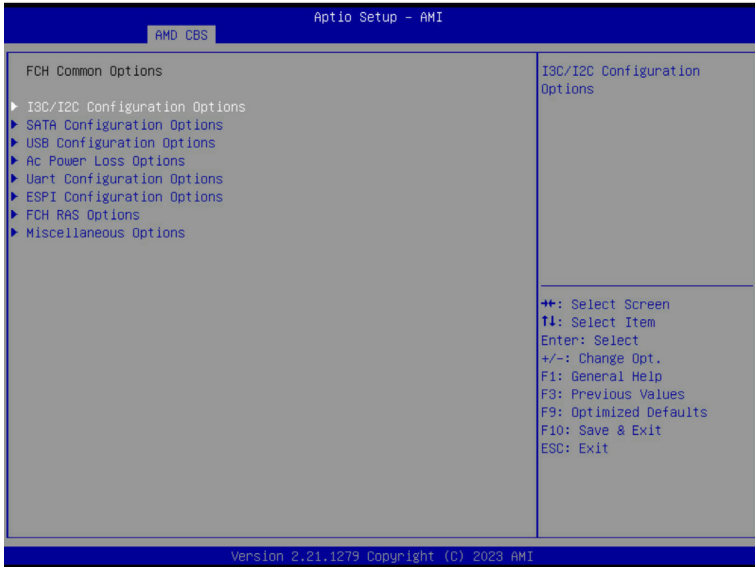 Aptio Setup - AMI
AMD CBS
FCH Common Options
I3C/I2C Configuration Options
SATA Configuration Options
USB Configuration Options
Ac Power Loss Options
Uart Configuration Options
ESPI Configuration Options
FCH RAS Options
Miscellaneous Options
I3C/I2C Configuration
Options
→←: Select Screen
↑↓: Select Item
Enter: Select
+/-: Change Opt.
F1: General Help
F3: Previous Values
F9: Optimized Defaults
F10: Save & Exit
ESC: Exit
Version 2.21.1279 Copyright (C) 2023 AMI